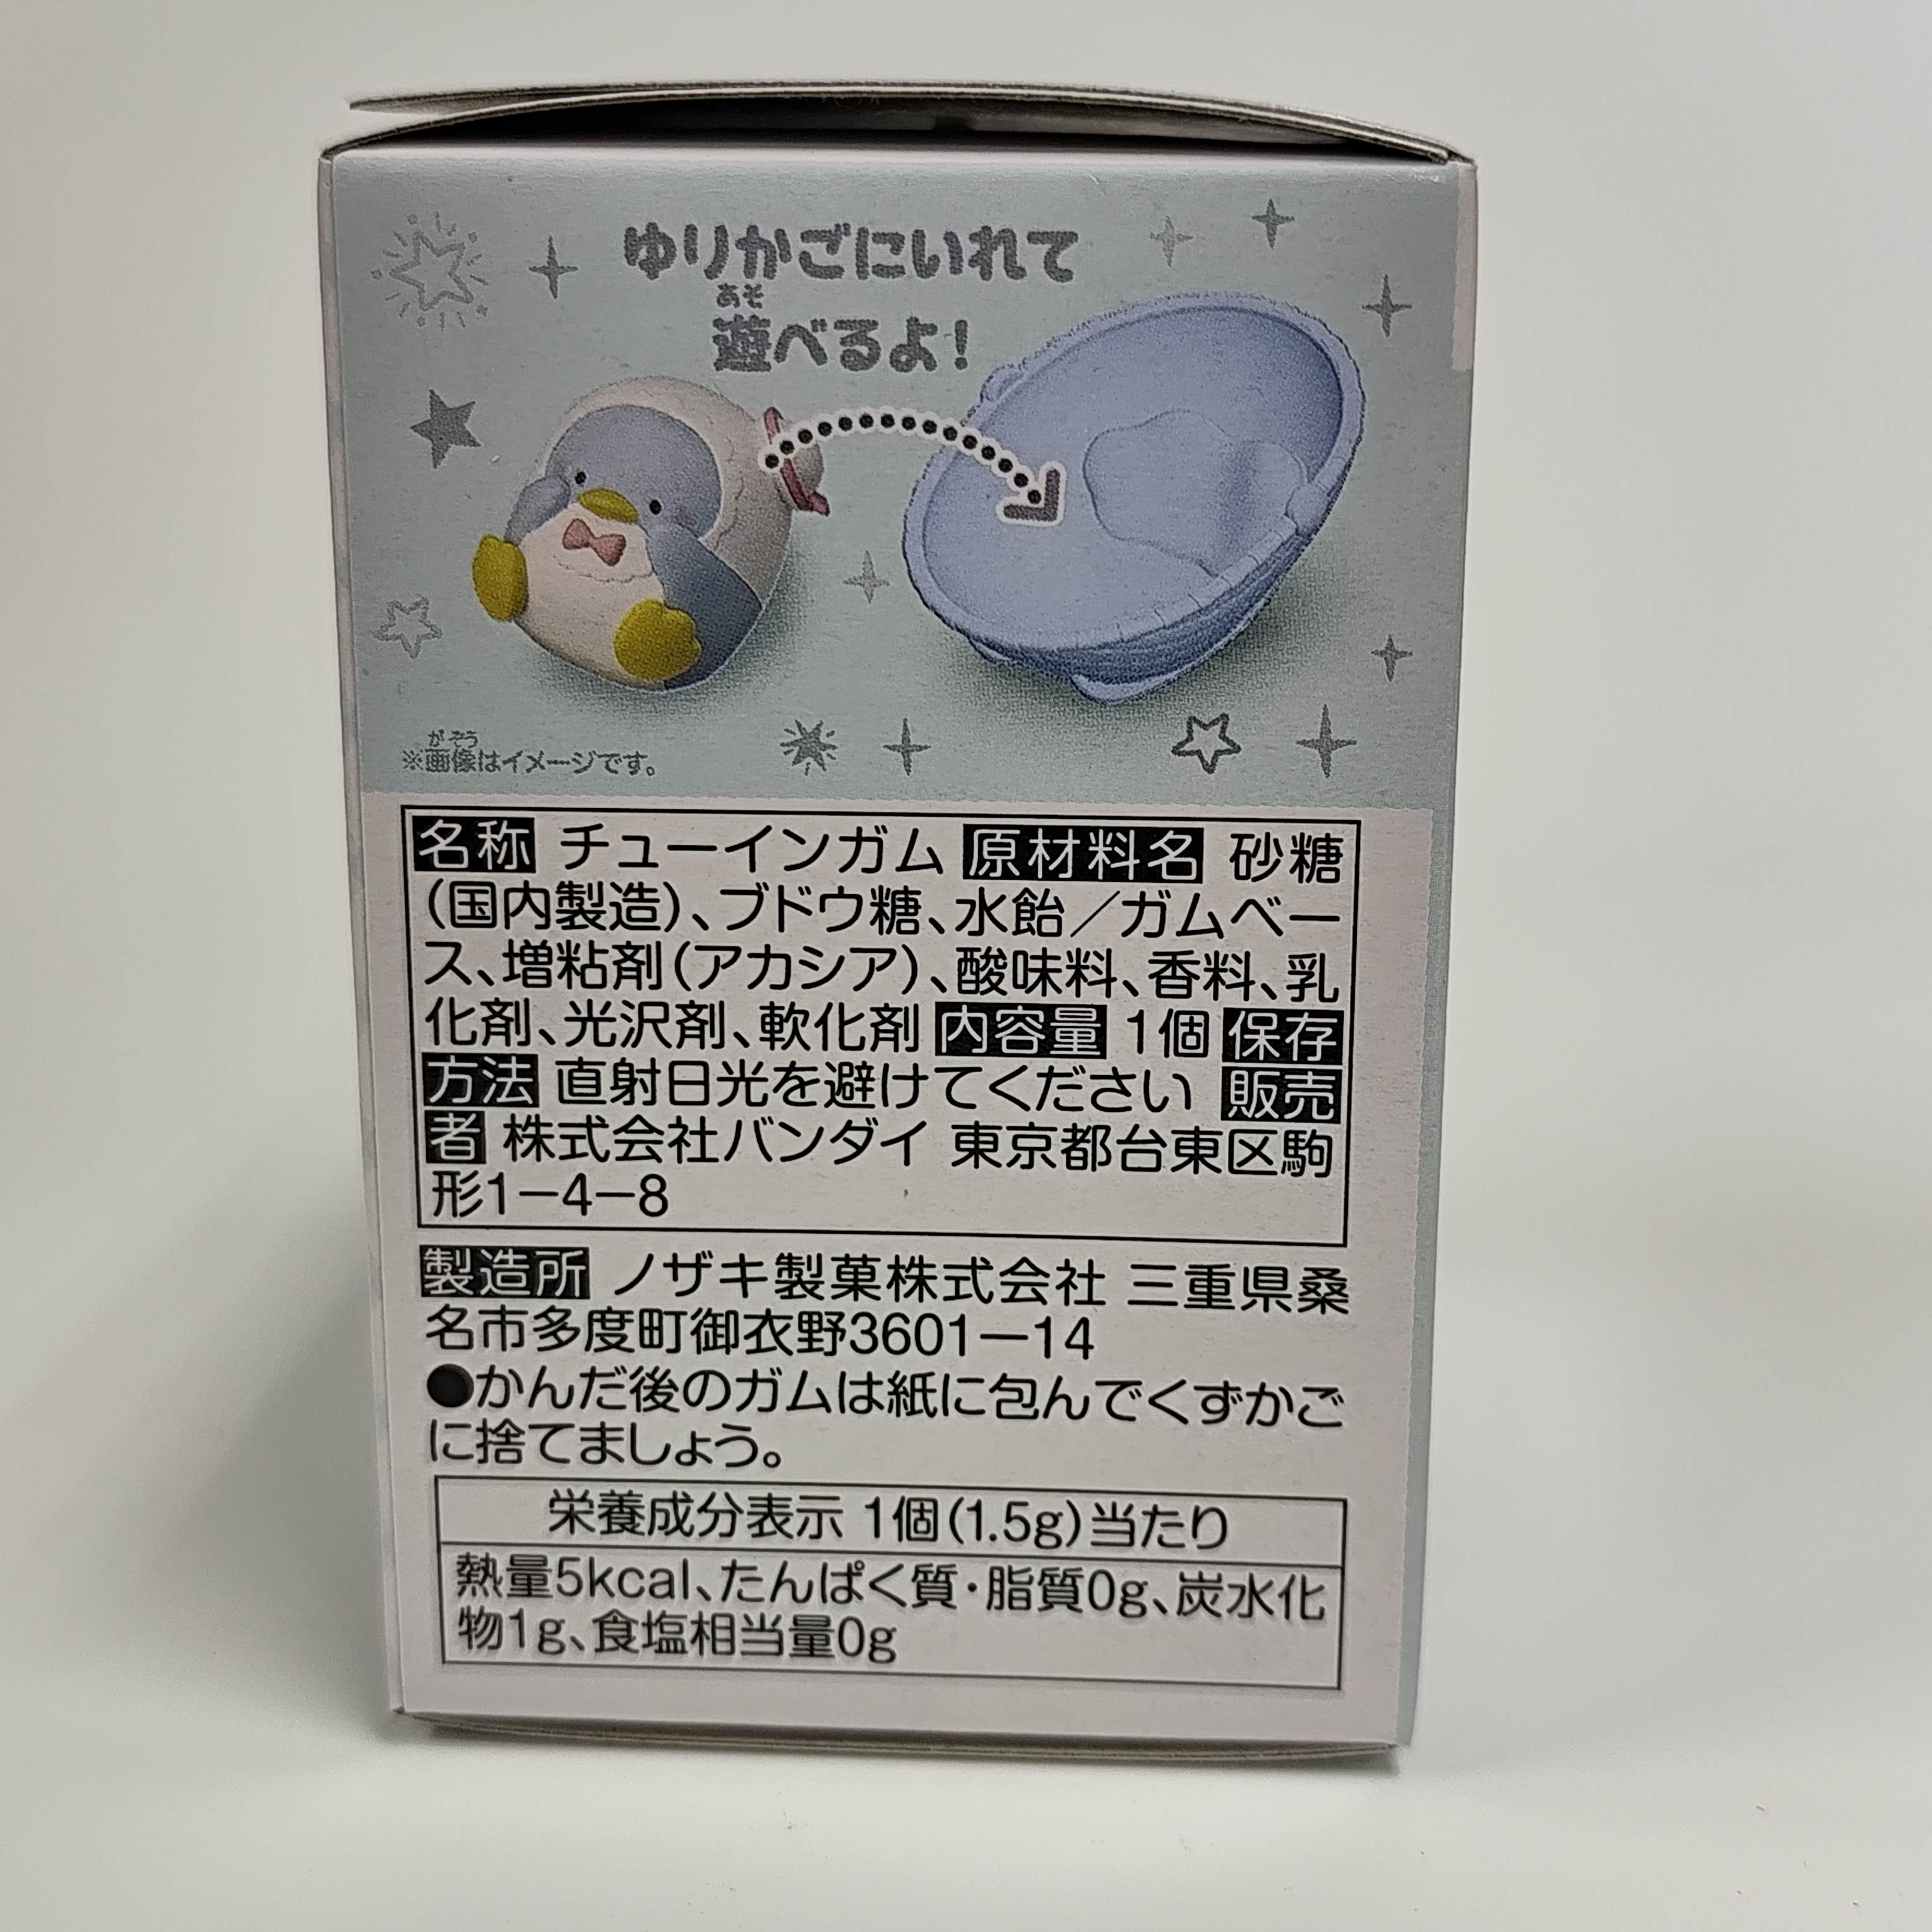 ゆりかごにいれて
あそ
遊べるよ!
がぞう
※画像はイメージです。
名称 チューインガム 原材料名 砂糖
(国内製造)、ブドウ糖、水飴／ガムベー
ス、増粘剤(アカシア)、酸味料、香料、乳
化剤、光沢剤、軟化剤 内容量 1個 保存
方法 直射日光を避けてください 販売
者 株式会社バンダイ 東京都台東区駒
形1−4−8
製造所 ノザキ製菓株式会社 三重県桑
名市多度町御衣野3601−14
●かんだ後のガムは紙に包んでくずかご
に捨てましょう。
栄養成分表示 1個(1.5g)当たり
熱量5kcal、たんぱく質・脂質0g、炭水化
物1g、食塩相当量0g